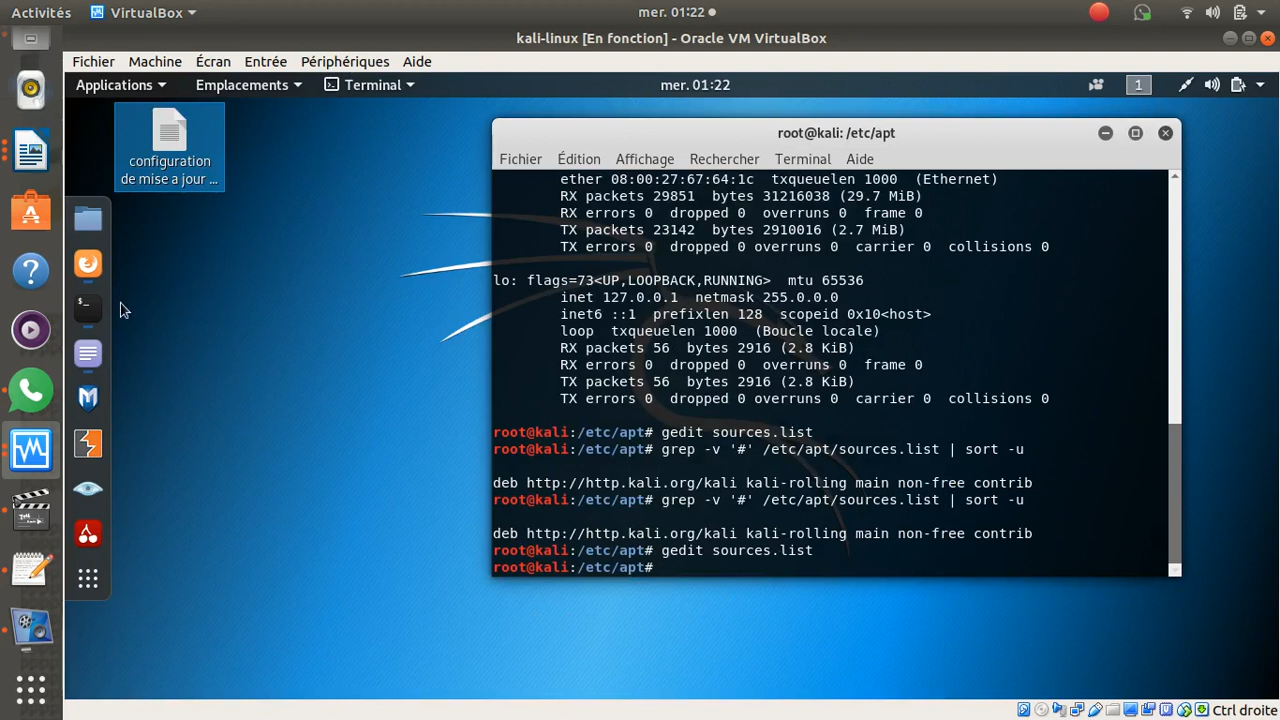 Activités VirtualBox mer. 01:22
kali-linux [En fonction] - Oracle VM VirtualBox
Fichier Machine Écran Entrée Périphériques Aide
Applications Emplacements Terminal mer. 01:22 1
configuration
de mise a jour ...
root@kali: /etc/apt
Fichier Édition Affichage Rechercher Terminal Aide
ether 08:00:27:67:64:1c txqueuelen 1000 (Ethernet)
RX packets 29851 bytes 31216038 (29.7 MiB)
RX errors 0 dropped 0 overruns 0 frame 0
TX packets 23142 bytes 2910016 (2.7 MiB)
TX errors 0 dropped 0 overruns 0 carrier 0 collisions 0
lo: flags=73<UP,LOOPBACK,RUNNING> mtu 65536
inet 127.0.0.1 netmask 255.0.0.0
inet6 ::1 prefixlen 128 scopeid 0x10<host>
loop txqueuelen 1000 (Boucle locale)
RX packets 56 bytes 2916 (2.8 KiB)
RX errors 0 dropped 0 overruns 0 frame 0
TX packets 56 bytes 2916 (2.8 KiB)
TX errors 0 dropped 0 overruns 0 carrier 0 collisions 0
root@kali:/etc/apt# gedit sources.list
root@kali:/etc/apt# grep -v '#' /etc/apt/sources.list | sort -u
deb http://http.kali.org/kali kali-rolling main non-free contrib
root@kali:/etc/apt# grep -v '#' /etc/apt/sources.list | sort -u
deb http://http.kali.org/kali kali-rolling main non-free contrib
root@kali:/etc/apt# gedit sources.list
root@kali:/etc/apt#
Ctrl droite